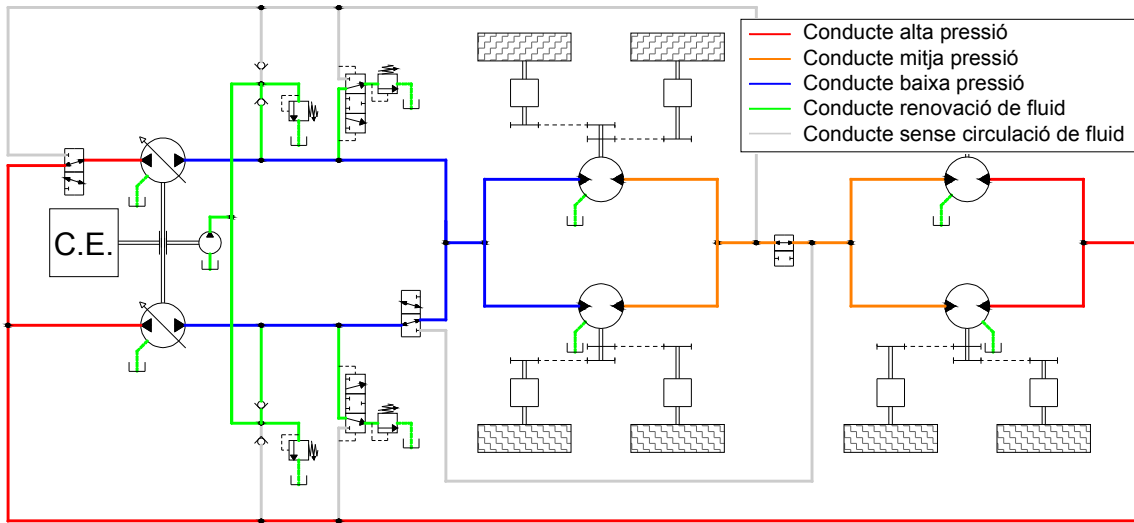 Conducte alta pressió
Conducte mitja pressió
Conducte baixa pressió
Conducte renovació de fluid
Conducte sense circulació de fluid
C.E.